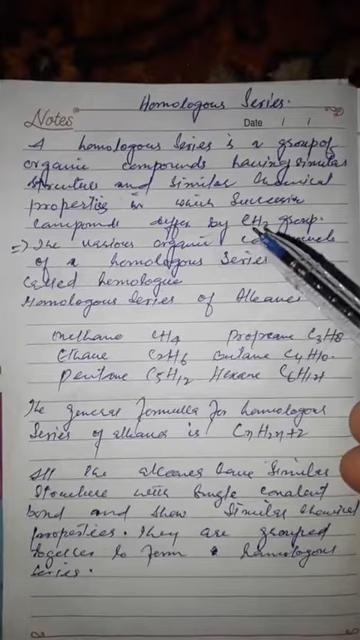 Homologous Series.
Notes
Date / /
A homologous Series is a group of
organic compounds having similar
structure and similar chemical
properties in which successive
compounds differ by CH2 group.
=> The various organic compounds
of a homologous Series
called homologue
Homologous Series of Alkanes
Methane CH4 Propane C3H8
Ethane C2H6 Butane C4H10
Pentane C5H12 Hexane C6H14
The general formula for homologous
Series of alkanes is CnH2n+2
All the alkanes have Similar
Structure with Single covalent
bond and show Similar chemical
properties. They are grouped
together to form a homologous
Series.